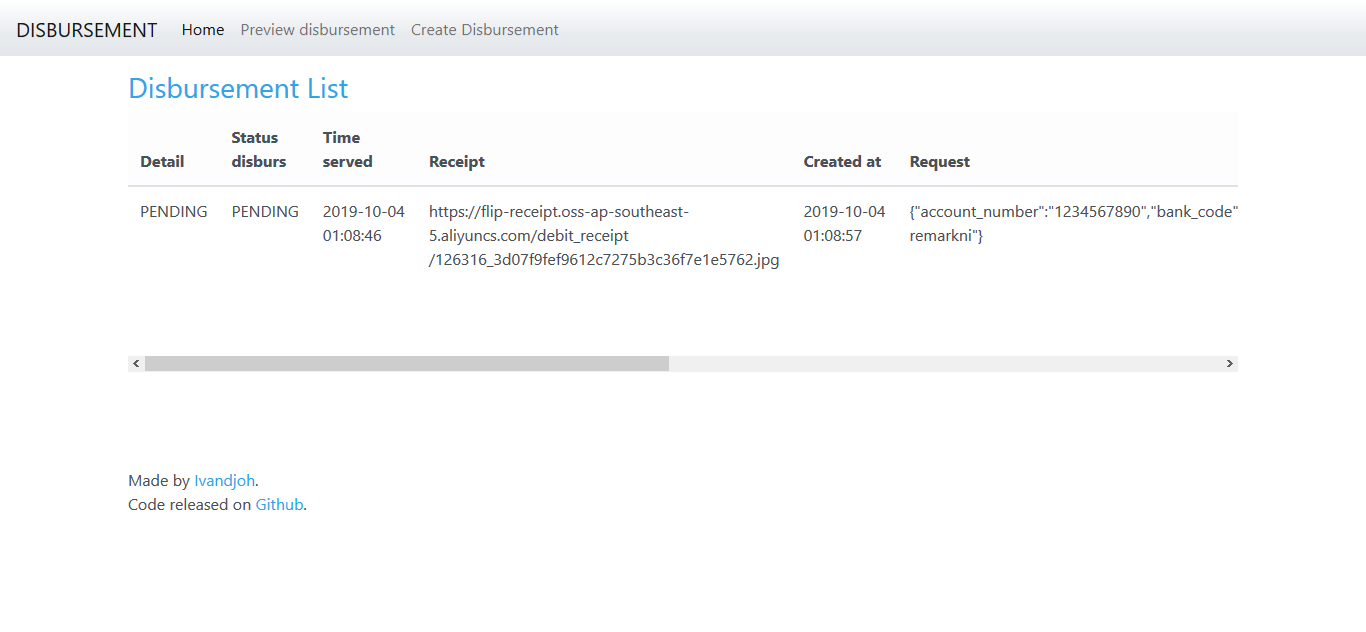 DISBURSEMENT Home Preview disbursement Create Disbursement
Disbursement List
Status Time
Detail disburs served Receipt Created at Request
PENDING PENDING 2019-10-04 https://flip-receipt.oss-ap-southeast- 2019-10-04 {"account_number":"1234567890","bank_code"
01:08:46 5.aliyuncs.com/debit_receipt 01:08:57 remarkni"}
/126316_3d07f9fef9612c7275b3c36f7e1e5762.jpg
Made by Ivandjoh.
Code released on Github.